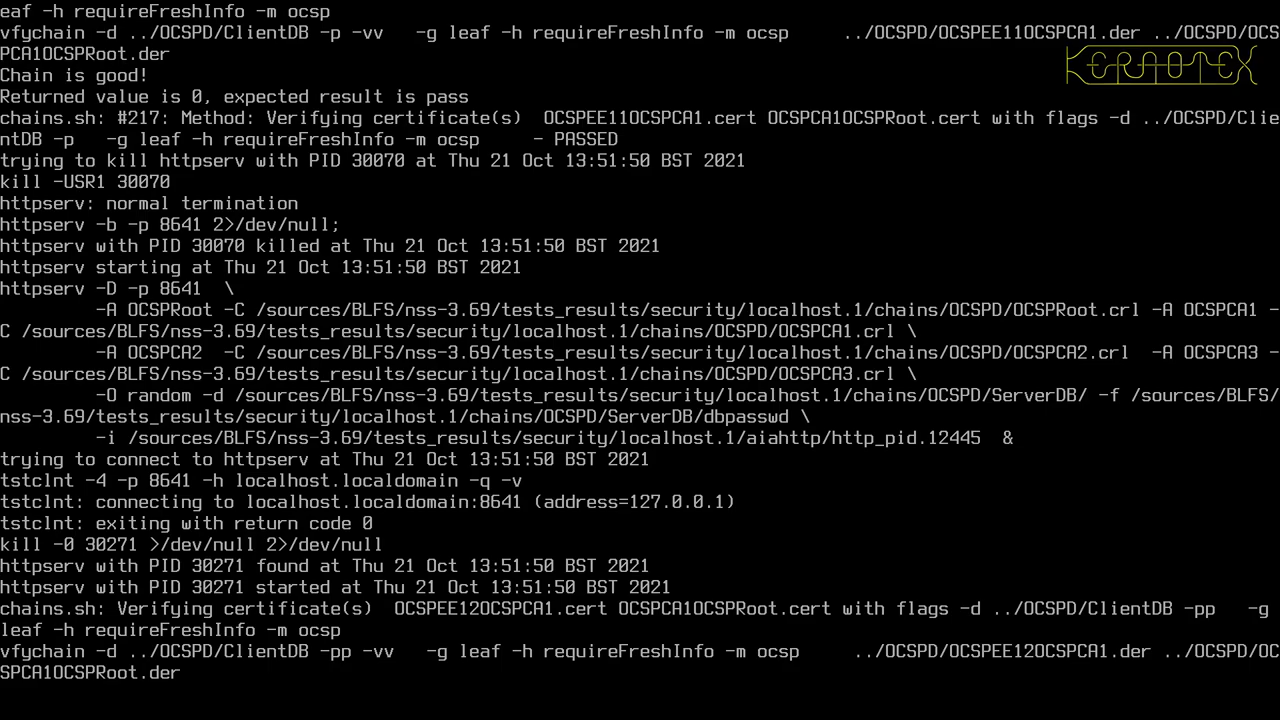 eaf -h requireFreshInfo -m ocsp
vfychain -d ../OCSPD/ClientDB -p -vv   -g leaf -h requireFreshInfo -m ocsp     ../OCSPD/OCSPEE11OCSPCA1.der ../OCSPD/OCS
PCA1OCSPRoot.der
Chain is good!
KERNOTEX
Returned value is 0, expected result is pass
chains.sh: #217: Method: Verifying certificate(s)  OCSPEE11OCSPCA1.cert OCSPCA1OCSPRoot.cert with flags -d ../OCSPD/Clie
ntDB -p   -g leaf -h requireFreshInfo -m ocsp     - PASSED
trying to kill httpserv with PID 30070 at Thu 21 Oct 13:51:50 BST 2021
kill -USR1 30070
httpserv: normal termination
httpserv -b -p 8641 2>/dev/null;
httpserv with PID 30070 killed at Thu 21 Oct 13:51:50 BST 2021
httpserv starting at Thu 21 Oct 13:51:50 BST 2021
httpserv -D -p 8641  \
         -A OCSPRoot -C /sources/BLFS/nss-3.69/tests_results/security/localhost.1/chains/OCSPD/OCSPRoot.crl -A OCSPCA1 -
C /sources/BLFS/nss-3.69/tests_results/security/localhost.1/chains/OCSPD/OCSPCA1.crl \
         -A OCSPCA2  -C /sources/BLFS/nss-3.69/tests_results/security/localhost.1/chains/OCSPD/OCSPCA2.crl  -A OCSPCA3 -
C /sources/BLFS/nss-3.69/tests_results/security/localhost.1/chains/OCSPD/OCSPCA3.crl \
         -O random -d /sources/BLFS/nss-3.69/tests_results/security/localhost.1/chains/OCSPD/ServerDB/ -f /sources/BLFS/
nss-3.69/tests_results/security/localhost.1/chains/OCSPD/ServerDB/dbpasswd \
         -i /sources/BLFS/nss-3.69/tests_results/security/localhost.1/aiahttp/http_pid.12445  &
trying to connect to httpserv at Thu 21 Oct 13:51:50 BST 2021
tstclnt -4 -p 8641 -h localhost.localdomain -q -v
tstclnt: connecting to localhost.localdomain:8641 (address=127.0.0.1)
tstclnt: exiting with return code 0
kill -0 30271 >/dev/null 2>/dev/null
httpserv with PID 30271 found at Thu 21 Oct 13:51:50 BST 2021
httpserv with PID 30271 started at Thu 21 Oct 13:51:50 BST 2021
chains.sh: Verifying certificate(s)  OCSPEE12OCSPCA1.cert OCSPCA1OCSPRoot.cert with flags -d ../OCSPD/ClientDB -pp   -g 
leaf -h requireFreshInfo -m ocsp
vfychain -d ../OCSPD/ClientDB -pp -vv   -g leaf -h requireFreshInfo -m ocsp     ../OCSPD/OCSPEE12OCSPCA1.der ../OCSPD/OC
SPCA1OCSPRoot.der